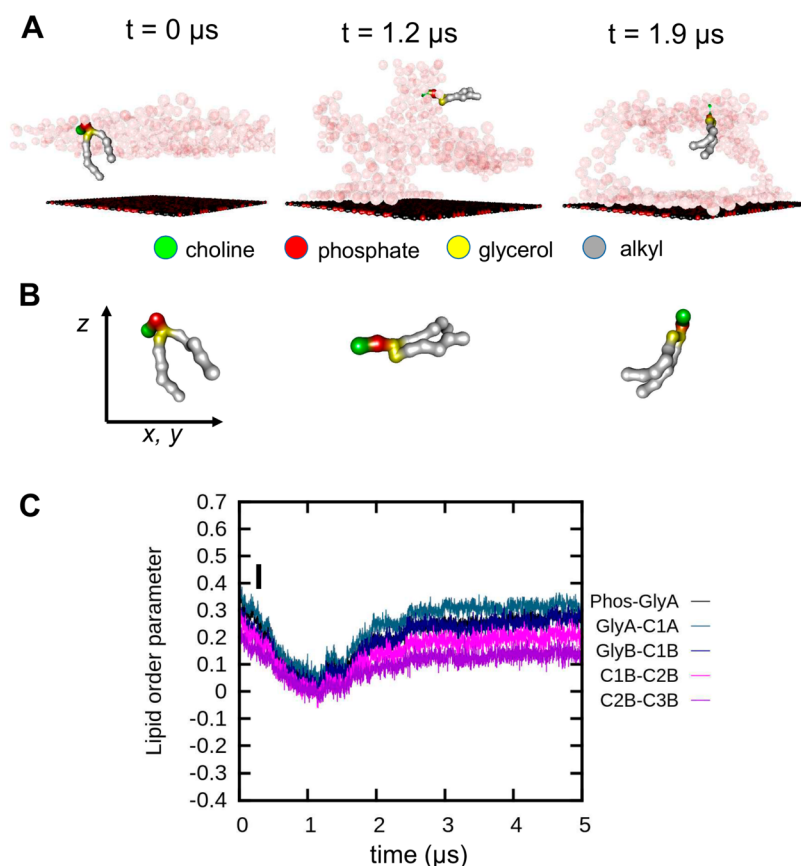 A
t = 0 µs
t = 1.2 µs
t = 1.9 µs
choline
phosphate
glycerol
alkyl
B
z
x, y
C
Lipid order parameter
0.7
0.6
0.5
0.4
0.3
0.2
0.1
0
-0.1
-0.2
-0.3
-0.4
I
0 1 2 3 4 5
time (µs)
Phos-GlyA
GlyA-C1A
GlyB-C1B
C1B-C2B
C2B-C3B